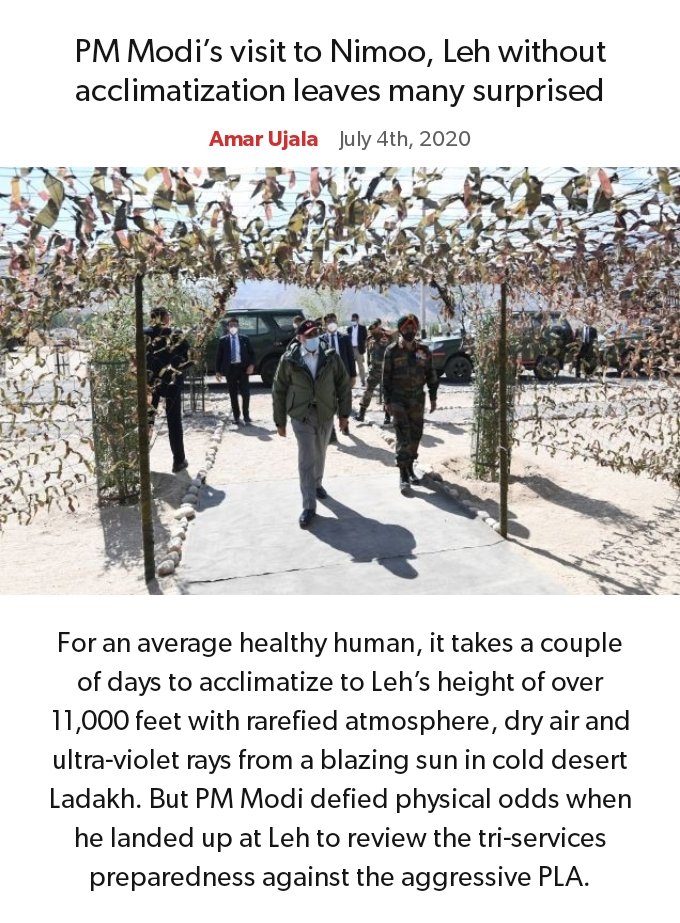 PM Modi’s visit to Nimoo, Leh without
acclimatization leaves many surprised
Amar Ujala July 4th, 2020
For an average healthy human, it takes a couple
of days to acclimatize to Leh’s height of over
11,000 feet with rarefied atmosphere, dry air and
ultra-violet rays from a blazing sun in cold desert
Ladakh. But PM Modi defied physical odds when
he landed up at Leh to review the tri-services
preparedness against the aggressive PLA.